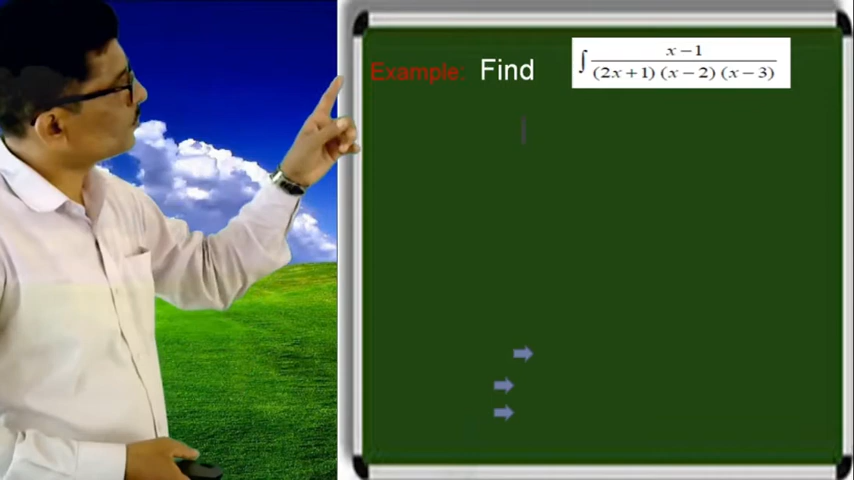 Example: Find ∫ x − 1 / (2x + 1) (x − 2) (x − 3)